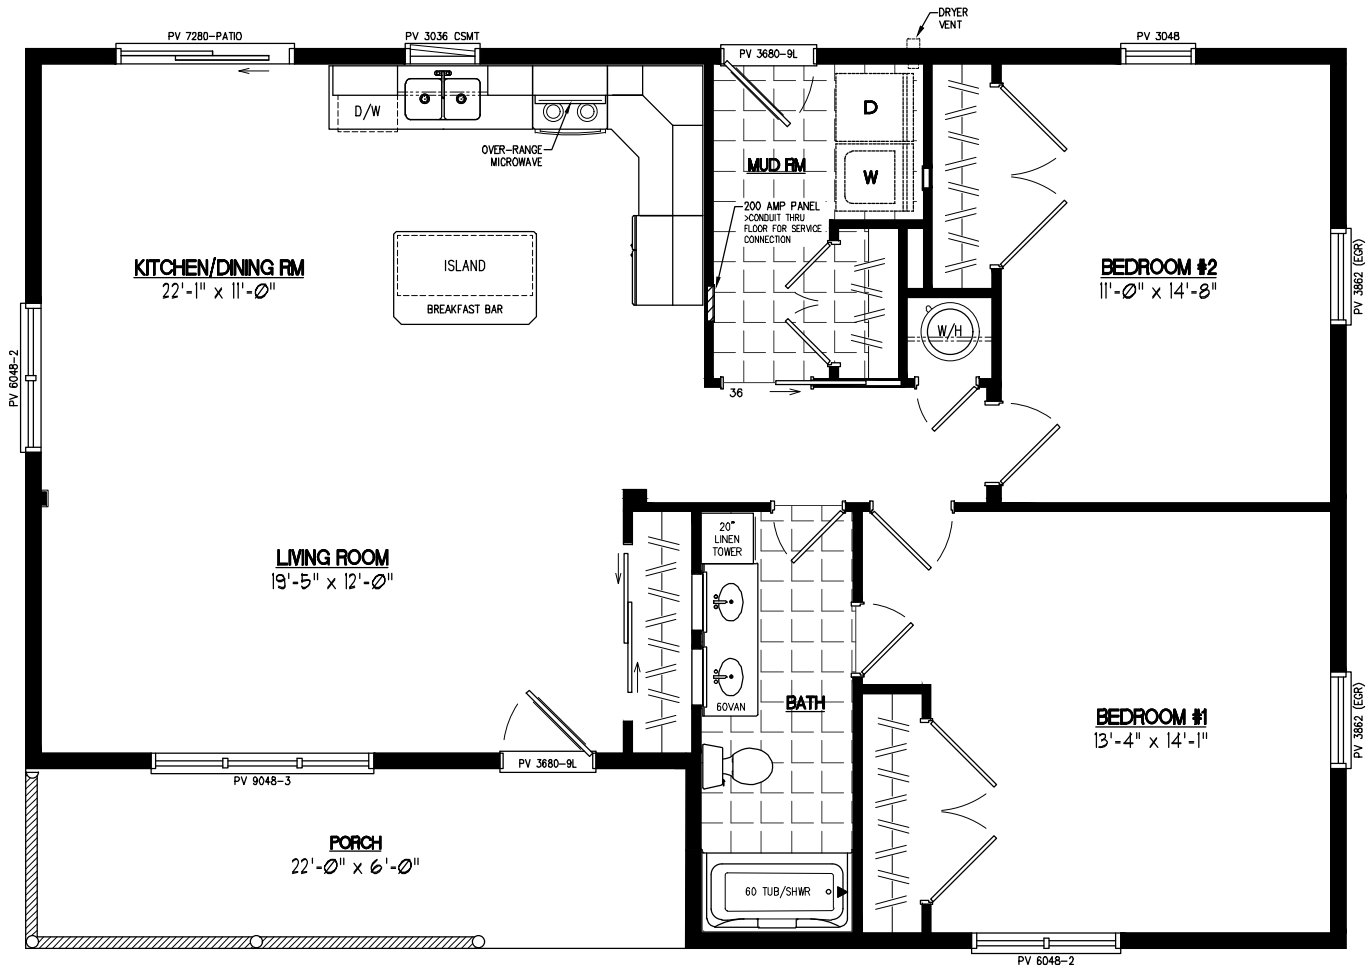 DRYER
VENT
PV 7280-PATIO
PV 3036 CSMT
PV 3680-9L
PV 3048
D/W
OVER-RANGE
MICROWAVE
D
MUD RM
W
200 AMP PANEL
>CONDUIT THRU
FLOOR FOR SERVICE
CONNECTION
KITCHEN/DINING RM
22'-1" x 11'-0"
ISLAND
BREAKFAST BAR
BEDROOM #2
11'-0" x 14'-8"
PV 3862 (EGR)
W/H
PV 6048-2
36
LIVING ROOM
19'-5" x 12'-0"
20"
LINEN
TOWER
60VAN
BATH
BEDROOM #1
13'-4" x 14'-1"
PV 3862 (EGR)
PV 9048-3
PV 3680-9L
PORCH
22'-0" x 6'-0"
60 TUB/SHWR
PV 6048-2